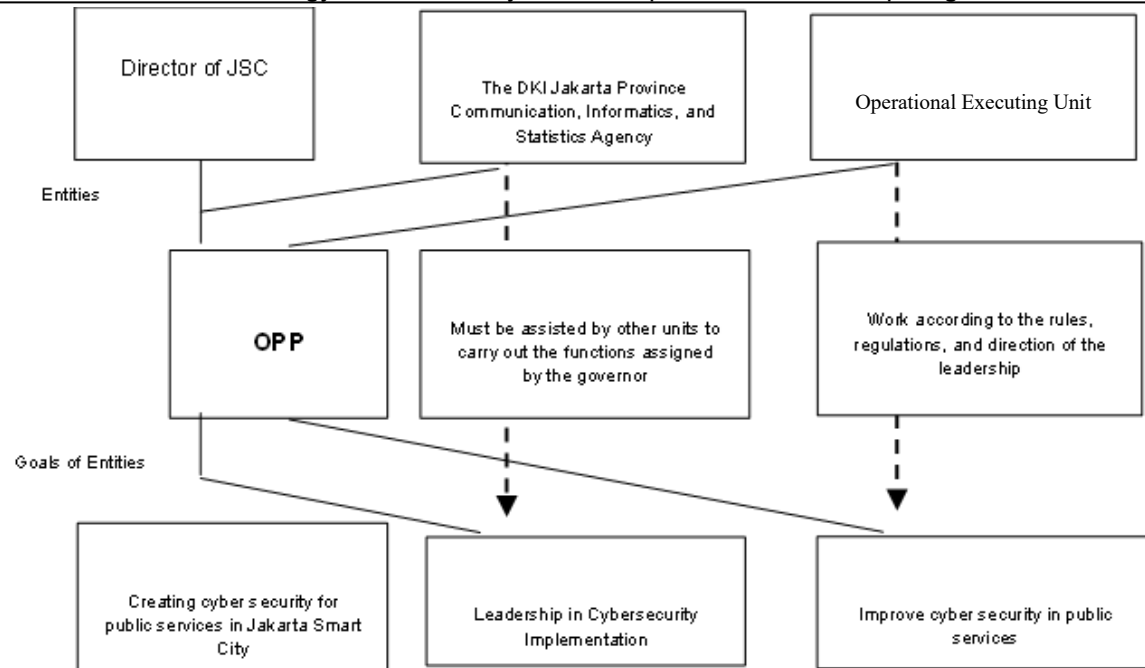 Director of JSC
The DKI Jakarta Province
Communication, Informatics, and
Statistics Agency
Operational Executing Unit
Entities
OPP
Must be assisted by other units to
carry out the functions assigned
by the governor
Work according to the rules,
regulations, and direction of the
leadership
Goals of Entities
Creating cyber security for
public services in Jakarta Smart
City
Leadership in Cybersecurity
Implementation
Improve cyber security in public
services